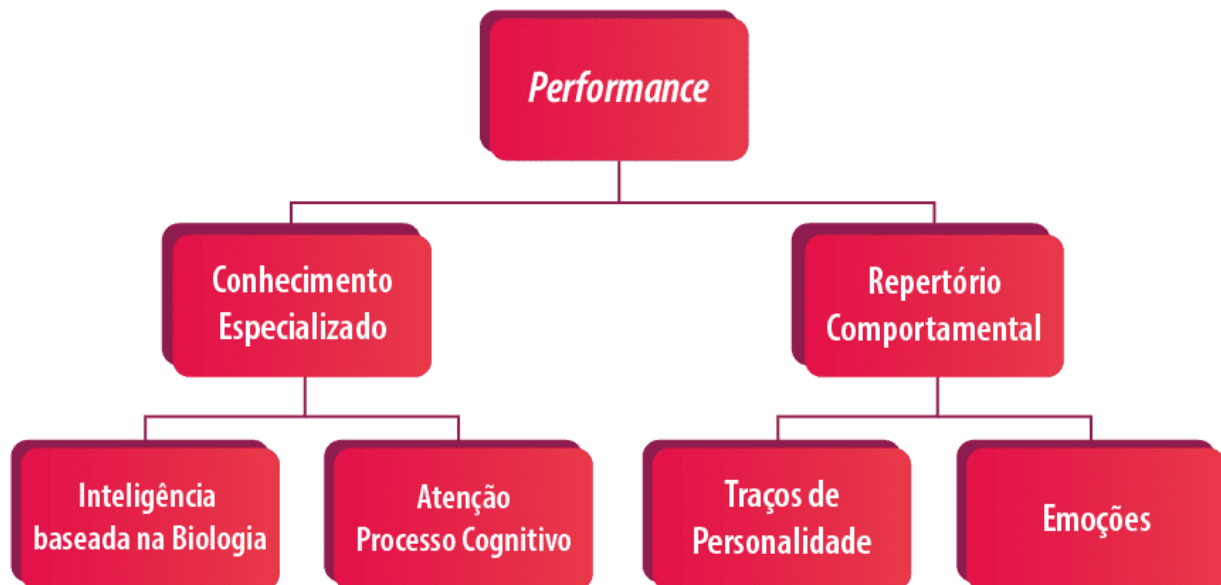 Performance
Conhecimento
Especializado
Repertório
Comportamental
Inteligência
baseada na Biologia
Atenção
Processo Cognitivo
Traços de
Personalidade
Emoções